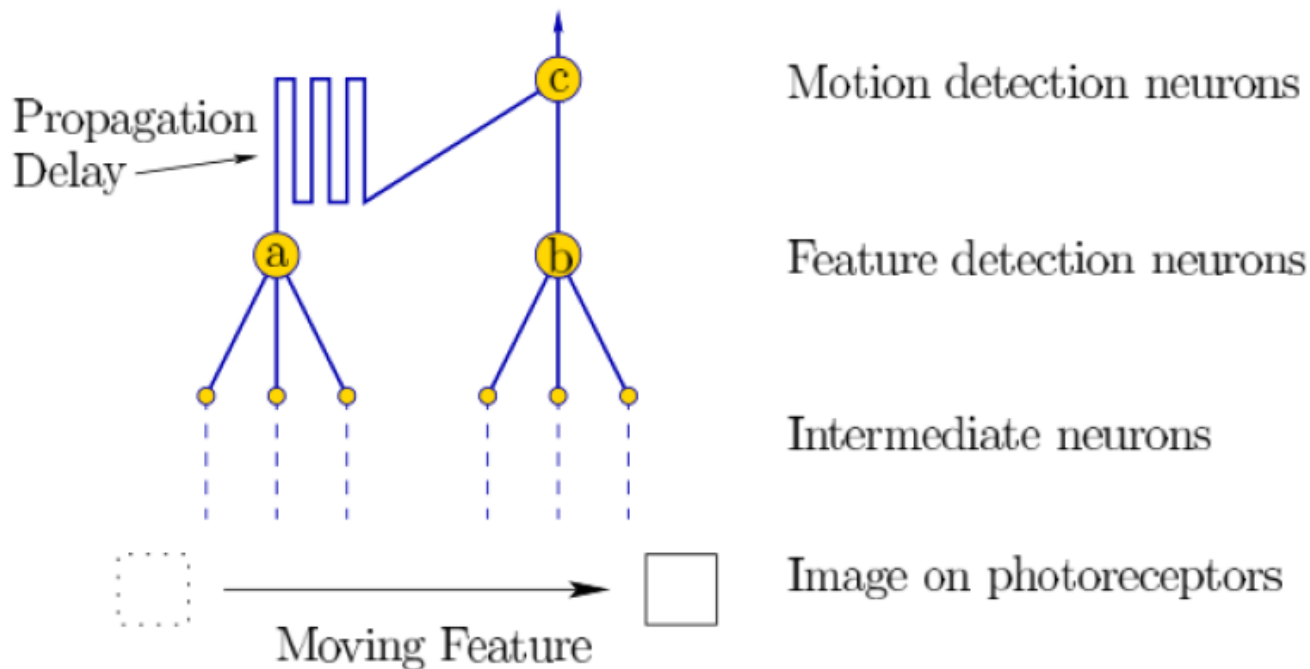 c
Motion detection neurons
Propagation
Delay
a
b
Feature detection neurons
Intermediate neurons
Image on photoreceptors
Moving Feature